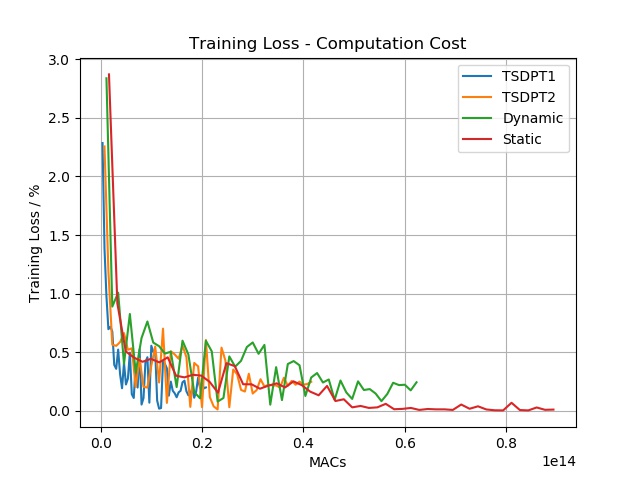 Training Loss - Computation Cost
TSDPT1
TSDPT2
Dynamic
Static
Training Loss / %
3.0
2.5
2.0
1.5
1.0
0.5
0.0
0.0 0.2 0.4 0.6 0.8
1e14
MACs